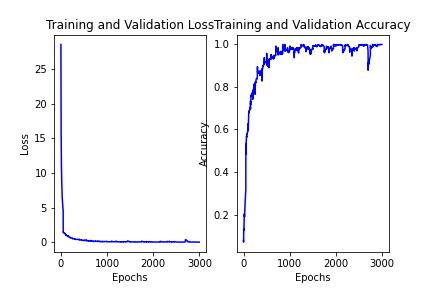 Training and Validation Loss
25
20
15
10
5
0
Loss
0 1000 2000 3000
Epochs
Training and Validation Accuracy
1.0
0.8
0.6
0.4
0.2
Accuracy
0 1000 2000 3000
Epochs